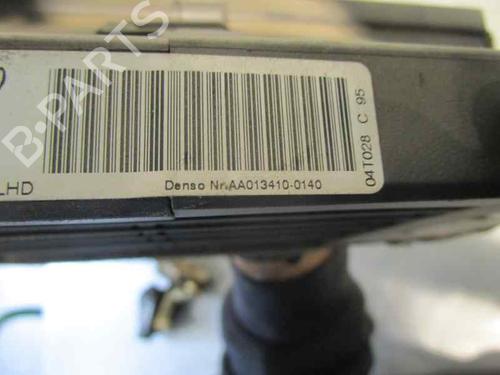 B-PARTS
LHD
Denso Nr.AA013410-0140
04T028 C 95